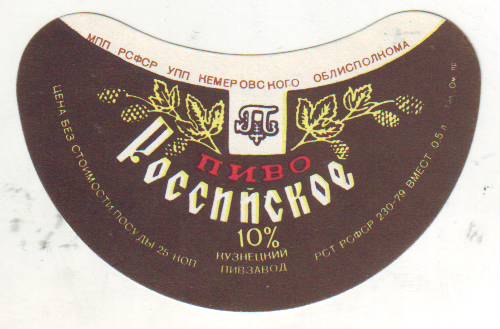 МПП РСФСР УПП КЕМЕРОВСКОГО ОБЛИСПОЛКОМА
ПИВО
Российское
10%
КУЗНЕЦКИЙ
ПИВЗАВОД
ЦЕНА БЕЗ СТОИМОСТИ ПОСУДЫ 25 КОП
РСТ РСФСР 230-79 ВМЕСТ. 0,5 Л